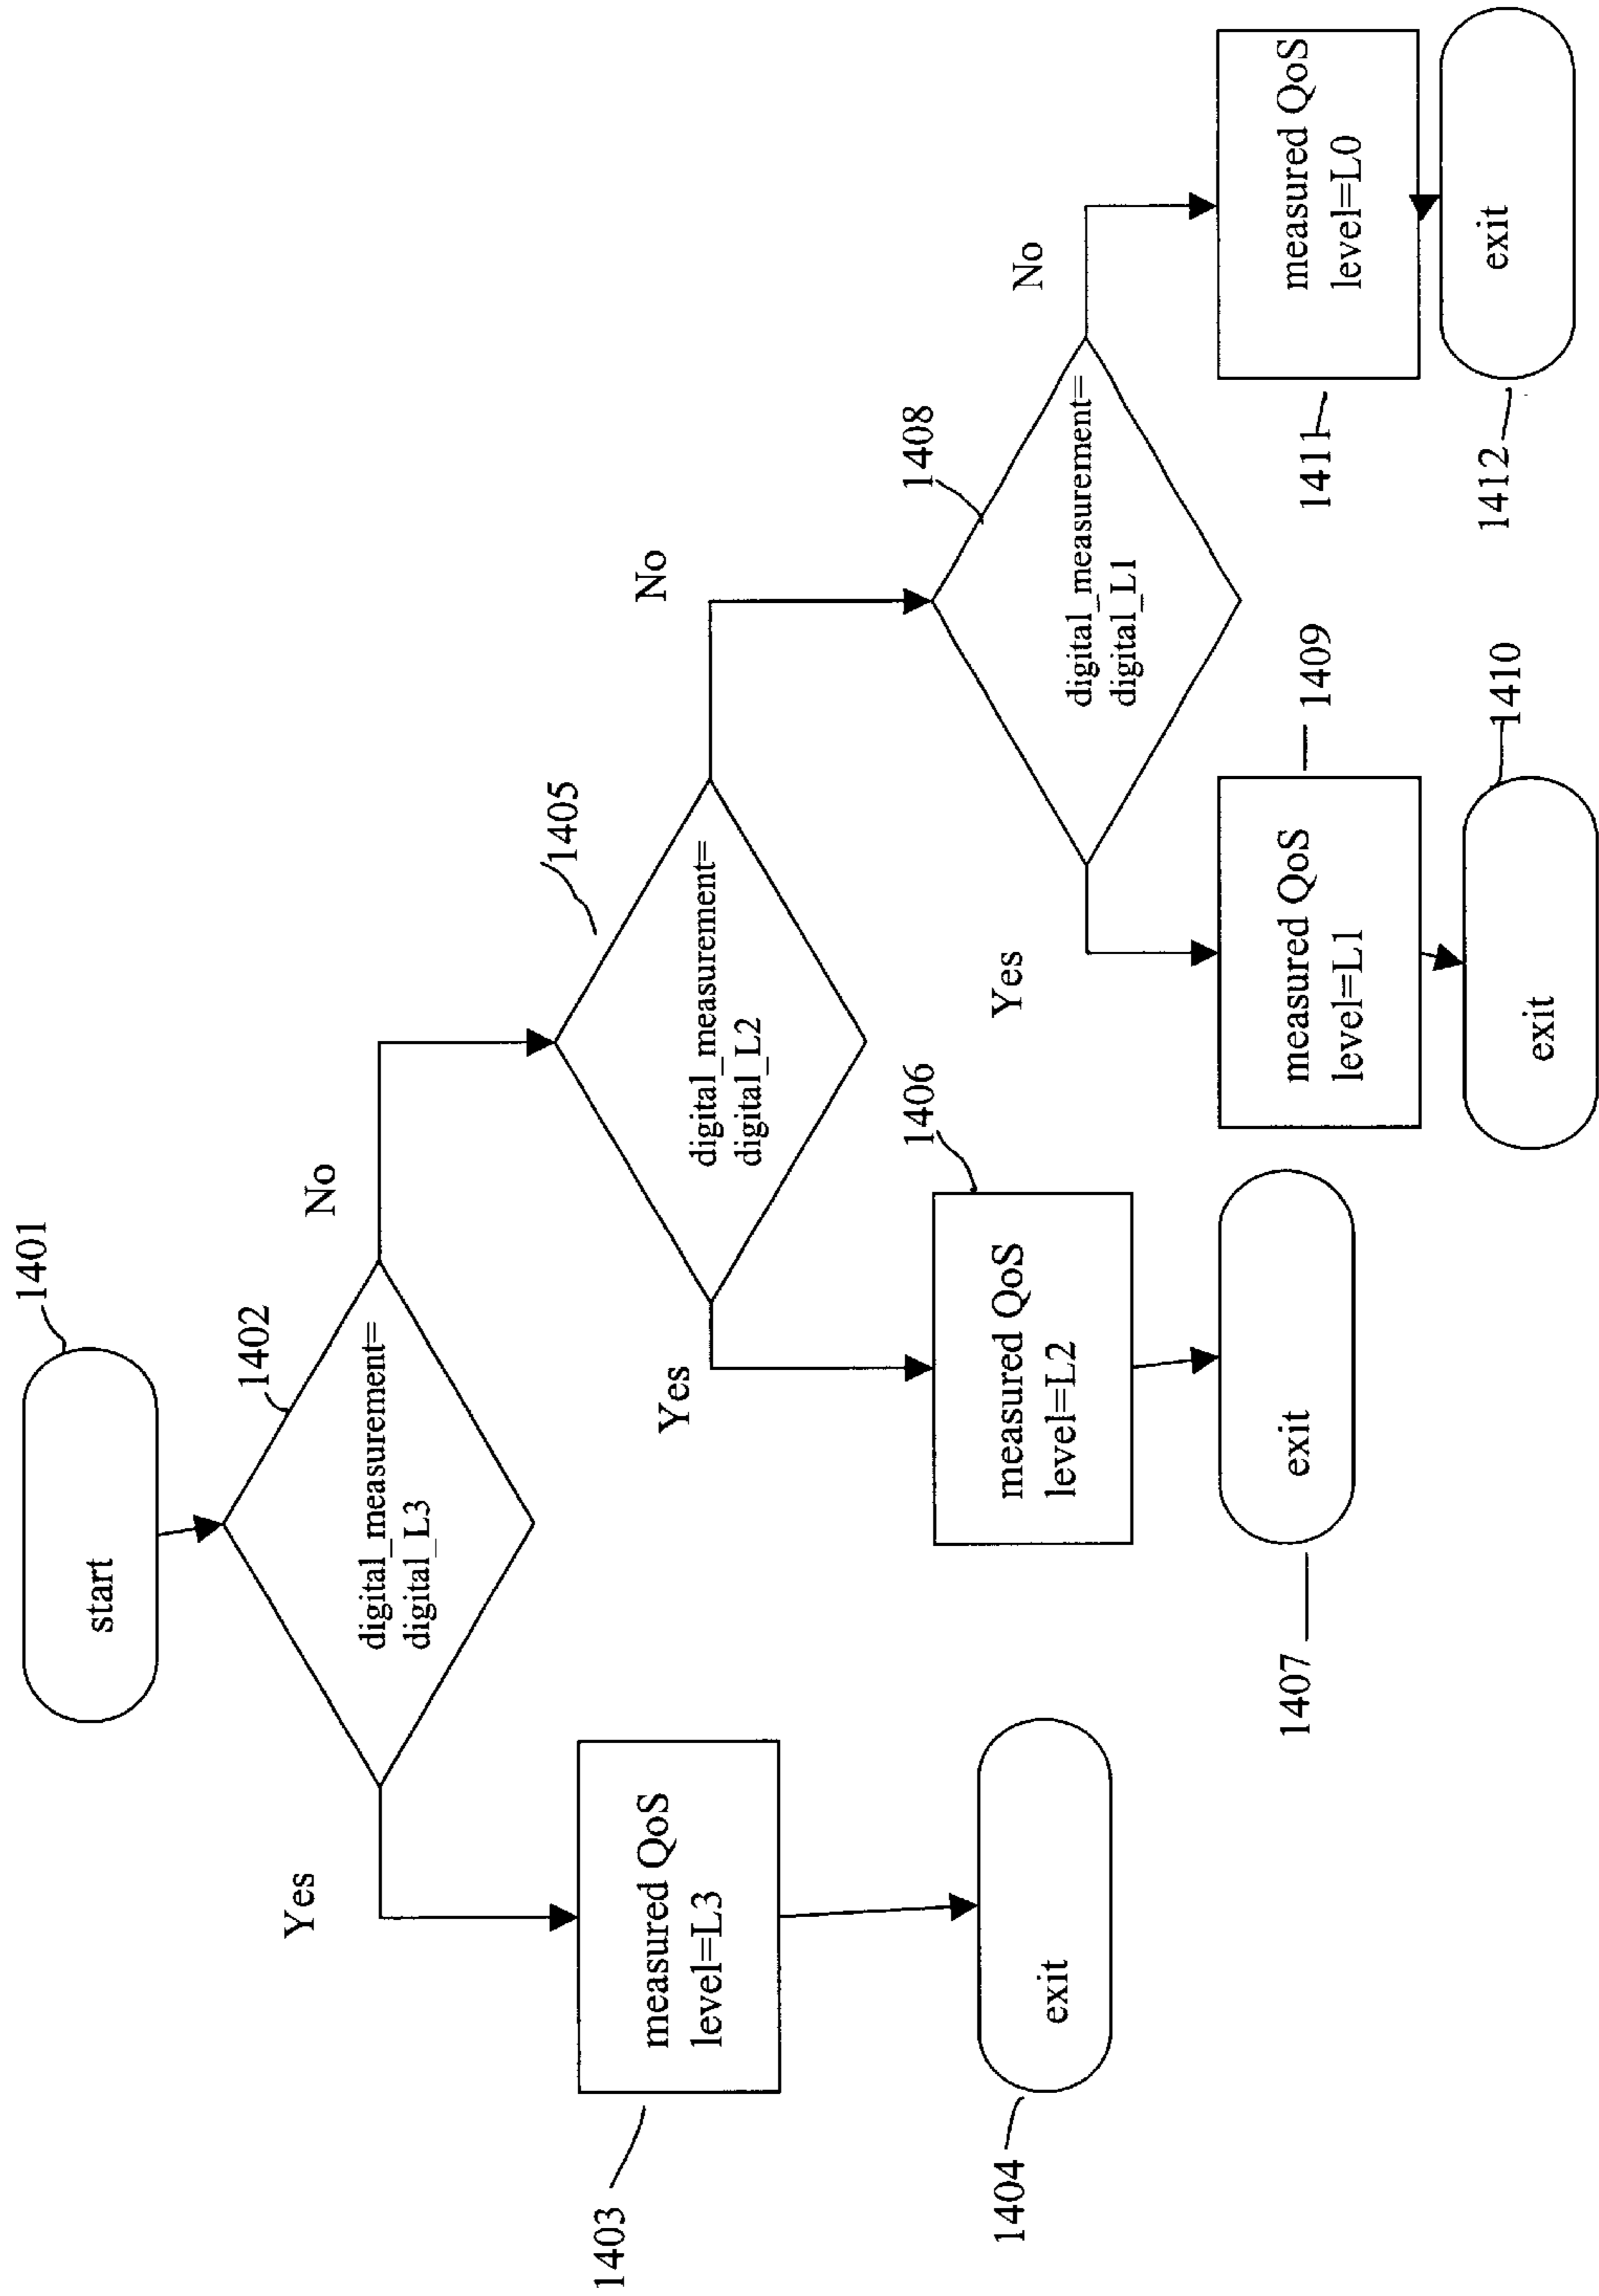 1401
start
1402
digital_measurement=
digital_L3
Yes
No
1403
measured QoS
level=L3
1404
exit
1405
digital_measurement=
digital_L2
Yes
No
1406
measured QoS
level=L2
1407
exit
1408
digital_measurement=
digital_L1
Yes
No
1409
measured QoS
level=L1
1410
exit
1411
measured QoS
level=L0
1412
exit